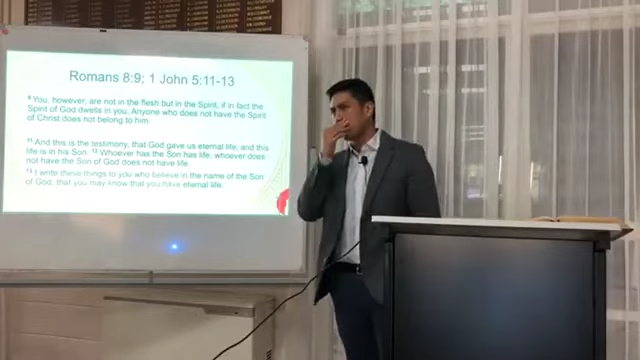 Romans 8:9; 1 John 5:11-13
9 You, however, are not in the flesh but in the Spirit, if in fact the
Spirit of God dwells in you. Anyone who does not have the Spirit
of Christ does not belong to him.
11 And this is the testimony, that God gave us eternal life, and this
life is in his Son. 12 Whoever has the Son has life; whoever does
not have the Son of God does not have life.
13 I write these things to you who believe in the name of the Son
of God, that you may know that you have eternal life.